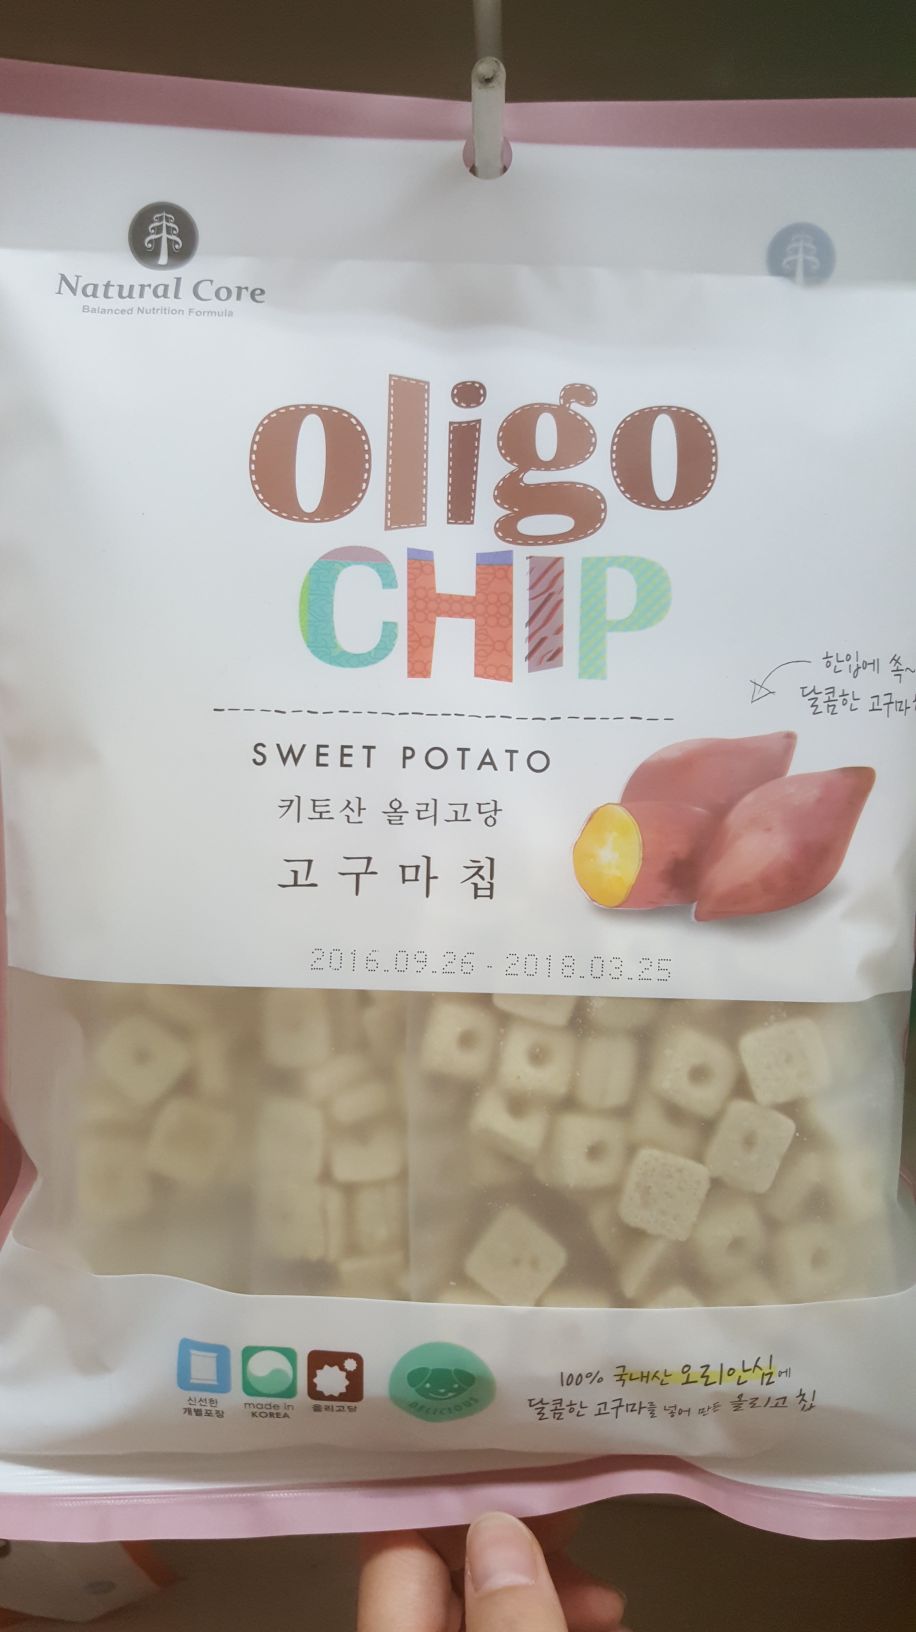 Natural Core
Balanced Nutrition Formula
oligo
CHIP
한입에 쏙~
달콤한 고구마
SWEET POTATO
키토산 올리고당
고구마칩
2016.09.26 - 2018.03.25
신선한
개별포장
made in
KOREA
올리고당
DELICIOUS
100% 국내산 오리안심에
달콤한 고구마를 넣어 만든 올리고 칩